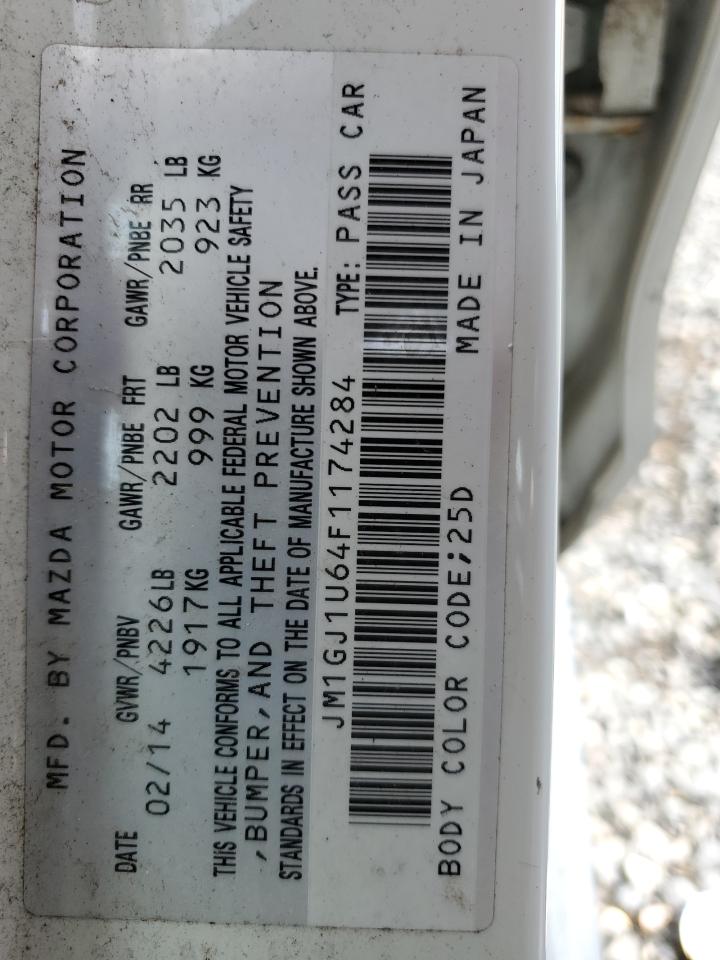 MFD. BY MAZDA MOTOR CORPORATION
DATE GVWR/PNBV GAWR/PNBE FRT GAWR/PNBE RR
02/14 4226LB 2202 LB 2035 LB
1917KG 999 KG 923 KG
THIS VEHICLE CONFORMS TO ALL APPLICABLE FEDERAL MOTOR VEHICLE SAFETY
,BUMPER,AND THEFT PREVENTION
STANDARDS IN EFFECT ON THE DATE OF MANUFACTURE SHOWN ABOVE.
JM1GJ1U64F1174284 TYPE: PASS CAR
BODY COLOR CODE;25D MADE IN JAPAN